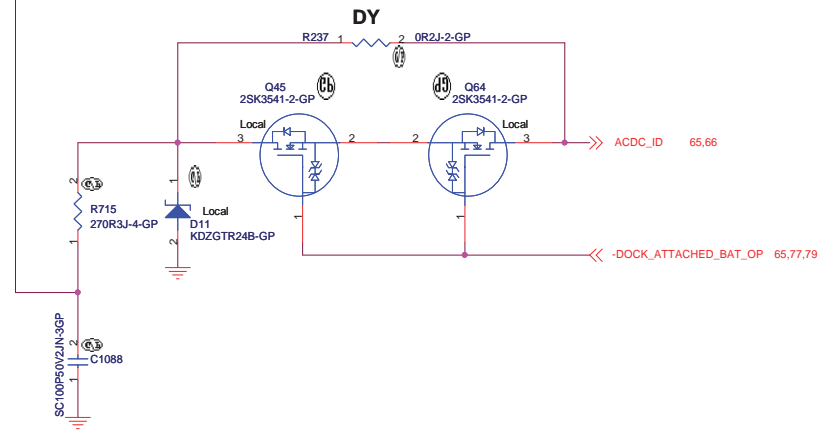 DY
R237 1 2 0R2J-2-GP
Q45
2SK3541-2-GP
Q64
2SK3541-2-GP
Local
Local
3 2 2 3
ACDC_ID 65,66
1
1
2
1
R715
270R3J-4-GP
1
Local
D11
KDZGTR24B-GP
2
-DOCK_ATTACHED_BAT_OP 65,77,79
SC100P50V2JN-3GP
2
C1088
1